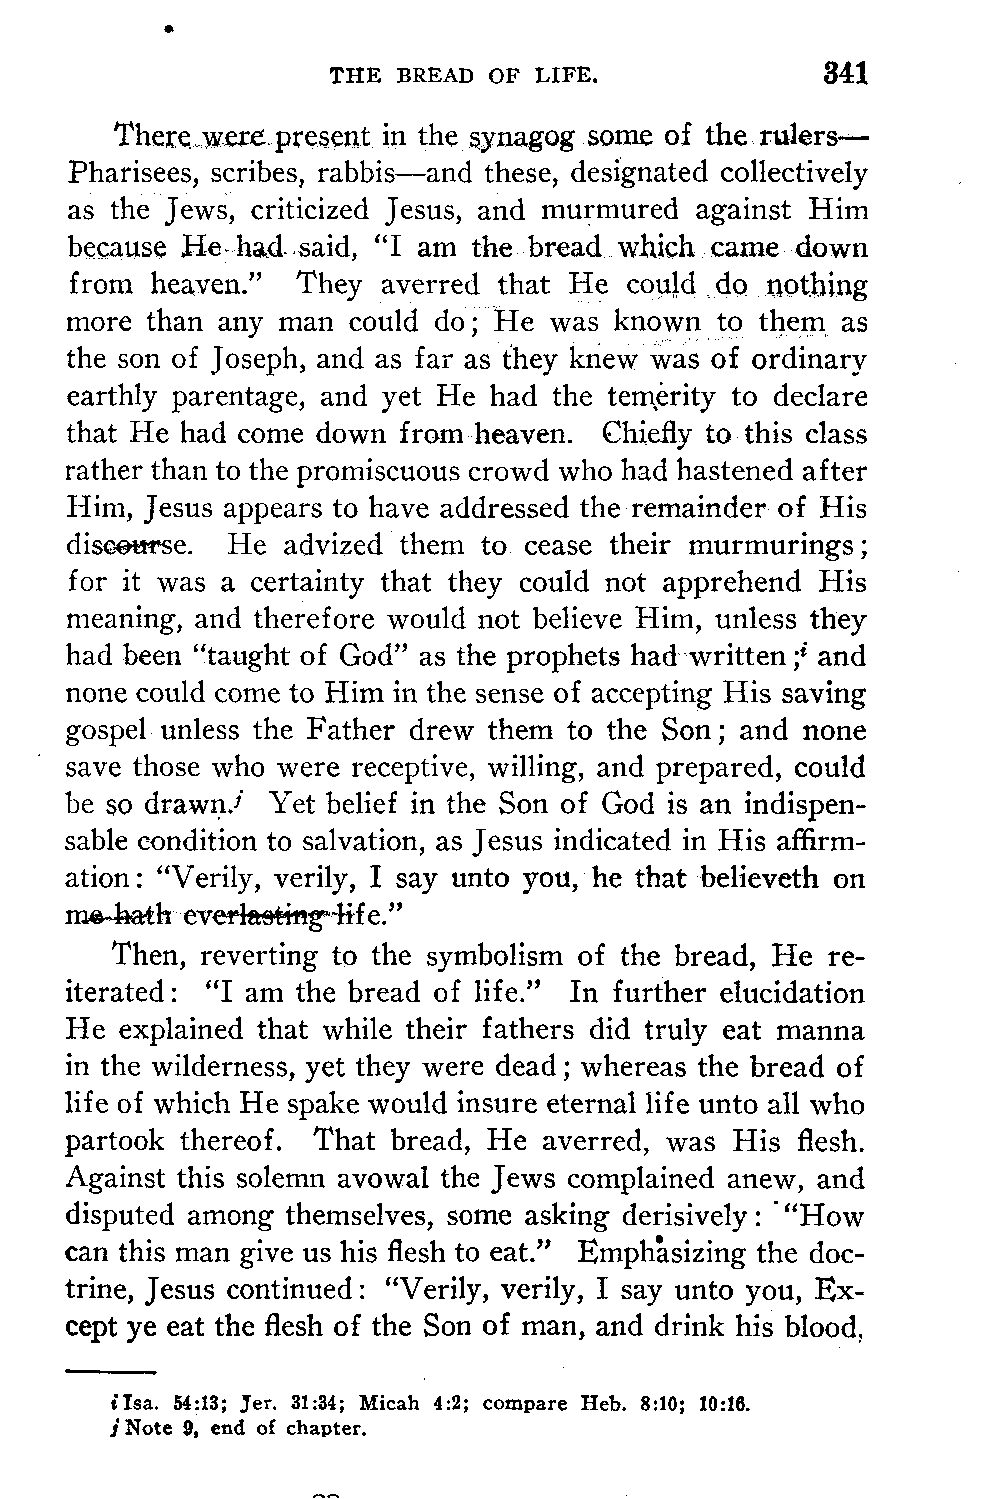 THE BREAD OF LIFE. 341
There were present in the synagog some of the rulers—
Pharisees, scribes, rabbis—and these, designated collectively
as the Jews, criticized Jesus, and murmured against Him
because He had said, “I am the bread which came down
from heaven.” They averred that He could do nothing
more than any man could do; He was known to them as
the son of Joseph, and as far as they knew was of ordinary
earthly parentage, and yet He had the temerity to declare
that He had come down from heaven. Chiefly to this class
rather than to the promiscuous crowd who had hastened after
Him, Jesus appears to have addressed the remainder of His
discourse. He advized them to cease their murmurings;
for it was a certainty that they could not apprehend His
meaning, and therefore would not believe Him, unless they
had been “taught of God” as the prophets had written;i and
none could come to Him in the sense of accepting His saving
gospel unless the Father drew them to the Son; and none
save those who were receptive, willing, and prepared, could
be so drawn.j Yet belief in the Son of God is an indispen-
sable condition to salvation, as Jesus indicated in His affirm-
ation: “Verily, verily, I say unto you, he that believeth on
me hath everlasting life.”
Then, reverting to the symbolism of the bread, He re-
iterated: “I am the bread of life.” In further elucidation
He explained that while their fathers did truly eat manna
in the wilderness, yet they were dead; whereas the bread of
life of which He spake would insure eternal life unto all who
partook thereof. That bread, He averred, was His flesh.
Against this solemn avowal the Jews complained anew, and
disputed among themselves, some asking derisively: “How
can this man give us his flesh to eat.” Emphasizing the doc-
trine, Jesus continued: “Verily, verily, I say unto you, Ex-
cept ye eat the flesh of the Son of man, and drink his blood,
i Isa. 54:13; Jer. 31:34; Micah 4:2; compare Heb. 8:10; 10:16.
j Note 9, end of chapter.